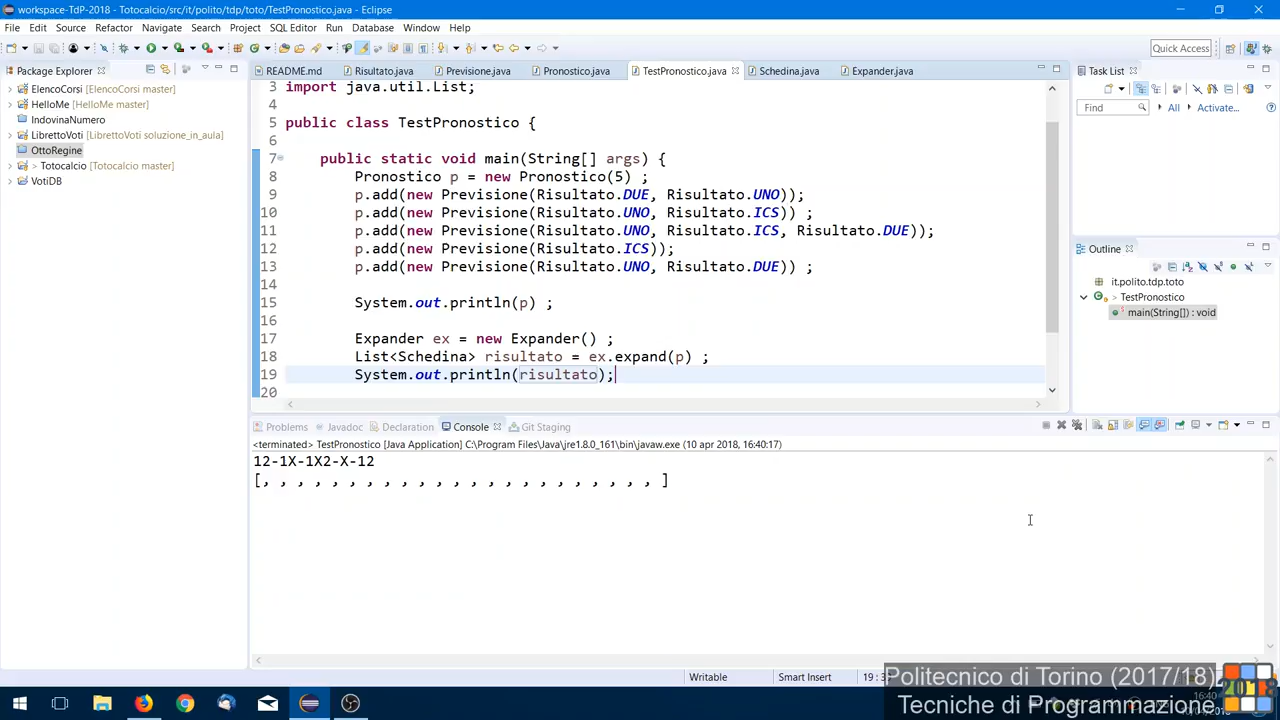 workspace-TdP-2018 - Totocalcio/src/it/polito/tdp/toto/TestPronostico.java - Eclipse
File Edit Source Refactor Navigate Search Project SQL Editor Run Database Window Help
Quick Access
Package Explorer
README.md Risultato.java Previsione.java Pronostico.java TestPronostico.java Schedina.java Expander.java
Task List
ElencoCorsi [ElencoCorsi master]
HelloMe [HelloMe master]
IndovinaNumero
LibrettoVoti [LibrettoVoti soluzione_in_aula]
OttoRegine
> Totocalcio [Totocalcio master]
VotiDB
3 import java.util.List;
4
5 public class TestPronostico {
6
7 public static void main(String[] args) {
8 Pronostico p = new Pronostico(5) ;
9 p.add(new Previsione(Risultato.DUE, Risultato.UNO));
10 p.add(new Previsione(Risultato.UNO, Risultato.ICS)) ;
11 p.add(new Previsione(Risultato.UNO, Risultato.ICS, Risultato.DUE));
12 p.add(new Previsione(Risultato.ICS));
13 p.add(new Previsione(Risultato.UNO, Risultato.DUE)) ;
14
15 System.out.println(p) ;
16
17 Expander ex = new Expander() ;
18 List<Schedina> risultato = ex.expand(p) ;
19 System.out.println(risultato);
20
Find All Activate...
Outline
it.polito.tdp.toto
> TestPronostico
main(String[]) : void
Problems Javadoc Declaration Console Git Staging
<terminated> TestPronostico [Java Application] C:\Program Files\Java\jre1.8.0_161\bin\javaw.exe (10 apr 2018, 16:40:17)
12-1X-1X2-X-12
[, , , , , , , , , , , , , , , , , , , , , , , ]
Writable Smart Insert 19 : 3
Politecnico di Torino (2017/18)
Tecniche di Programmazione
2018
16:40